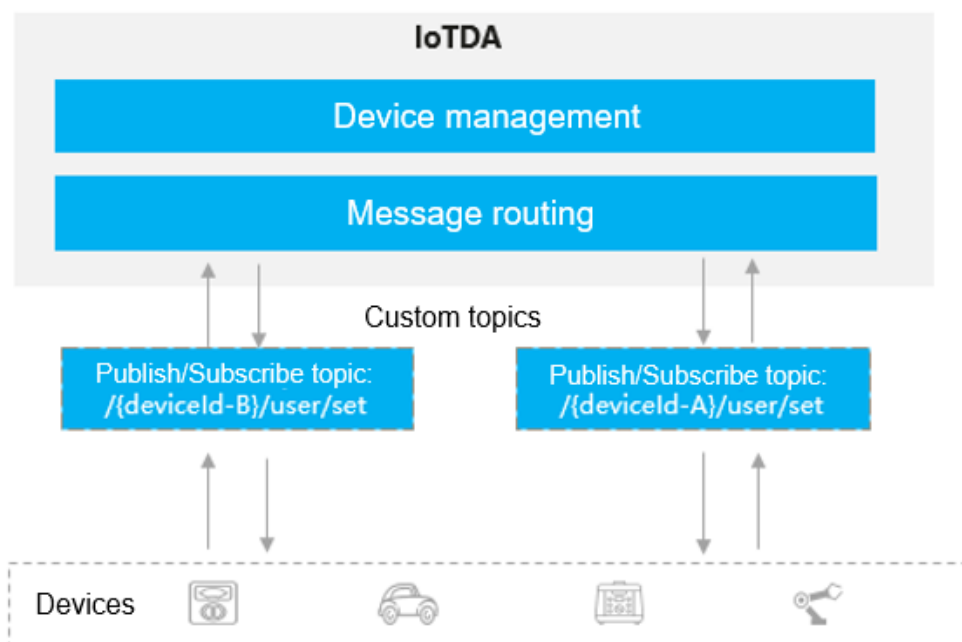 IoTDA
Device management
Message routing
Custom topics
Publish/Subscribe topic:
/{deviceId-B}/user/set
Publish/Subscribe topic:
/{deviceId-A}/user/set
Devices